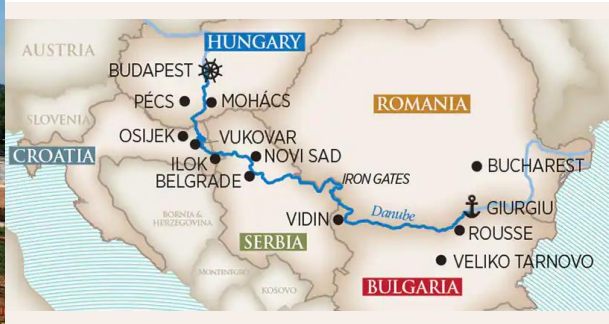 AUSTRIA
HUNGARY
BUDAPEST
PÉCS
MOHÁCS
ROMANIA
SLOVENIA
OSIJEK
VUKOVAR
CROATIA
ILOK
NOVI SAD
BUCHAREST
BELGRADE
IRON GATES
BOSNIA &
HERZEGOVINA
VIDIN
Danube
GIURGIU
ROUSSE
SERBIA
VELIKO TARNOVO
MONTENEGRO
KOSOVO
BULGARIA